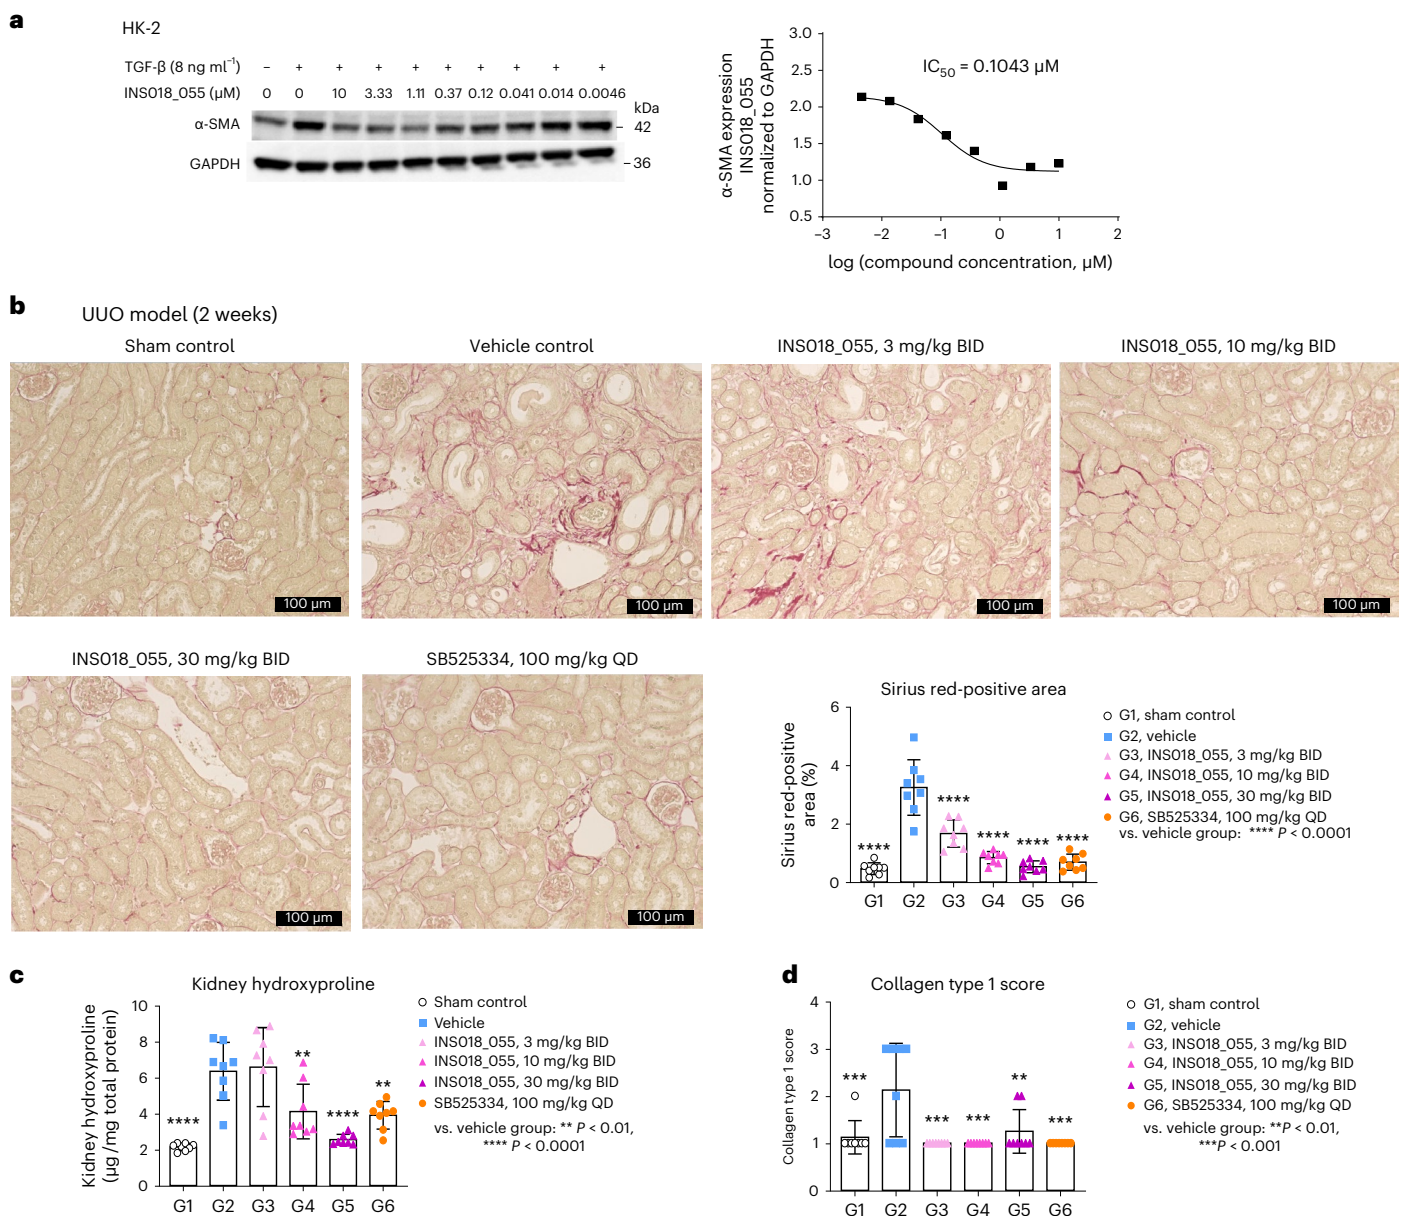 a
HK-2
TGF-β (8 ng ml⁻¹) – + + + + + + + + +
INS018_055 (μM) 0 0 10 3.33 1.11 0.37 0.12 0.041 0.014 0.0046
kDa
α-SMA
42
GAPDH
36
α-SMA expression
INS018_055
normalized to GAPDH
3.0
2.5
2.0
1.5
1.0
0.5
IC₅₀ = 0.1043 μM
–3 –2 –1 0 1 2
log (compound concentration, μM)
b
UUO model (2 weeks)
Sham control
Vehicle control
INS018_055, 3 mg/kg BID
INS018_055, 10 mg/kg BID
100 μm
100 μm
100 μm
100 μm
INS018_055, 30 mg/kg BID
SB525334, 100 mg/kg QD
100 μm
100 μm
Sirius red-positive area
Sirius red-positive
area (%)
6
4
2
0
**** **** **** **** ****
G1 G2 G3 G4 G5 G6
G1, sham control
G2, vehicle
G3, INS018_055, 3 mg/kg BID
G4, INS018_055, 10 mg/kg BID
G5, INS018_055, 30 mg/kg BID
G6, SB525334, 100 mg/kg QD
vs. vehicle group: **** P < 0.0001
c
Kidney hydroxyproline
Kidney hydroxyproline
(μg /mg total protein)
10
8
6
4
2
0
**** ** **** **
G1 G2 G3 G4 G5 G6
Sham control
Vehicle
INS018_055, 3 mg/kg BID
INS018_055, 10 mg/kg BID
INS018_055, 30 mg/kg BID
SB525334, 100 mg/kg QD
vs. vehicle group: ** P < 0.01,
**** P < 0.0001
d
Collagen type 1 score
Collagen type 1 score
4
3
2
1
0
*** *** *** ** ***
G1 G2 G3 G4 G5 G6
G1, sham control
G2, vehicle
G3, INS018_055, 3 mg/kg BID
G4, INS018_055, 10 mg/kg BID
G5, INS018_055, 30 mg/kg BID
G6, SB525334, 100 mg/kg QD
vs. vehicle group: **P < 0.01,
***P < 0.001